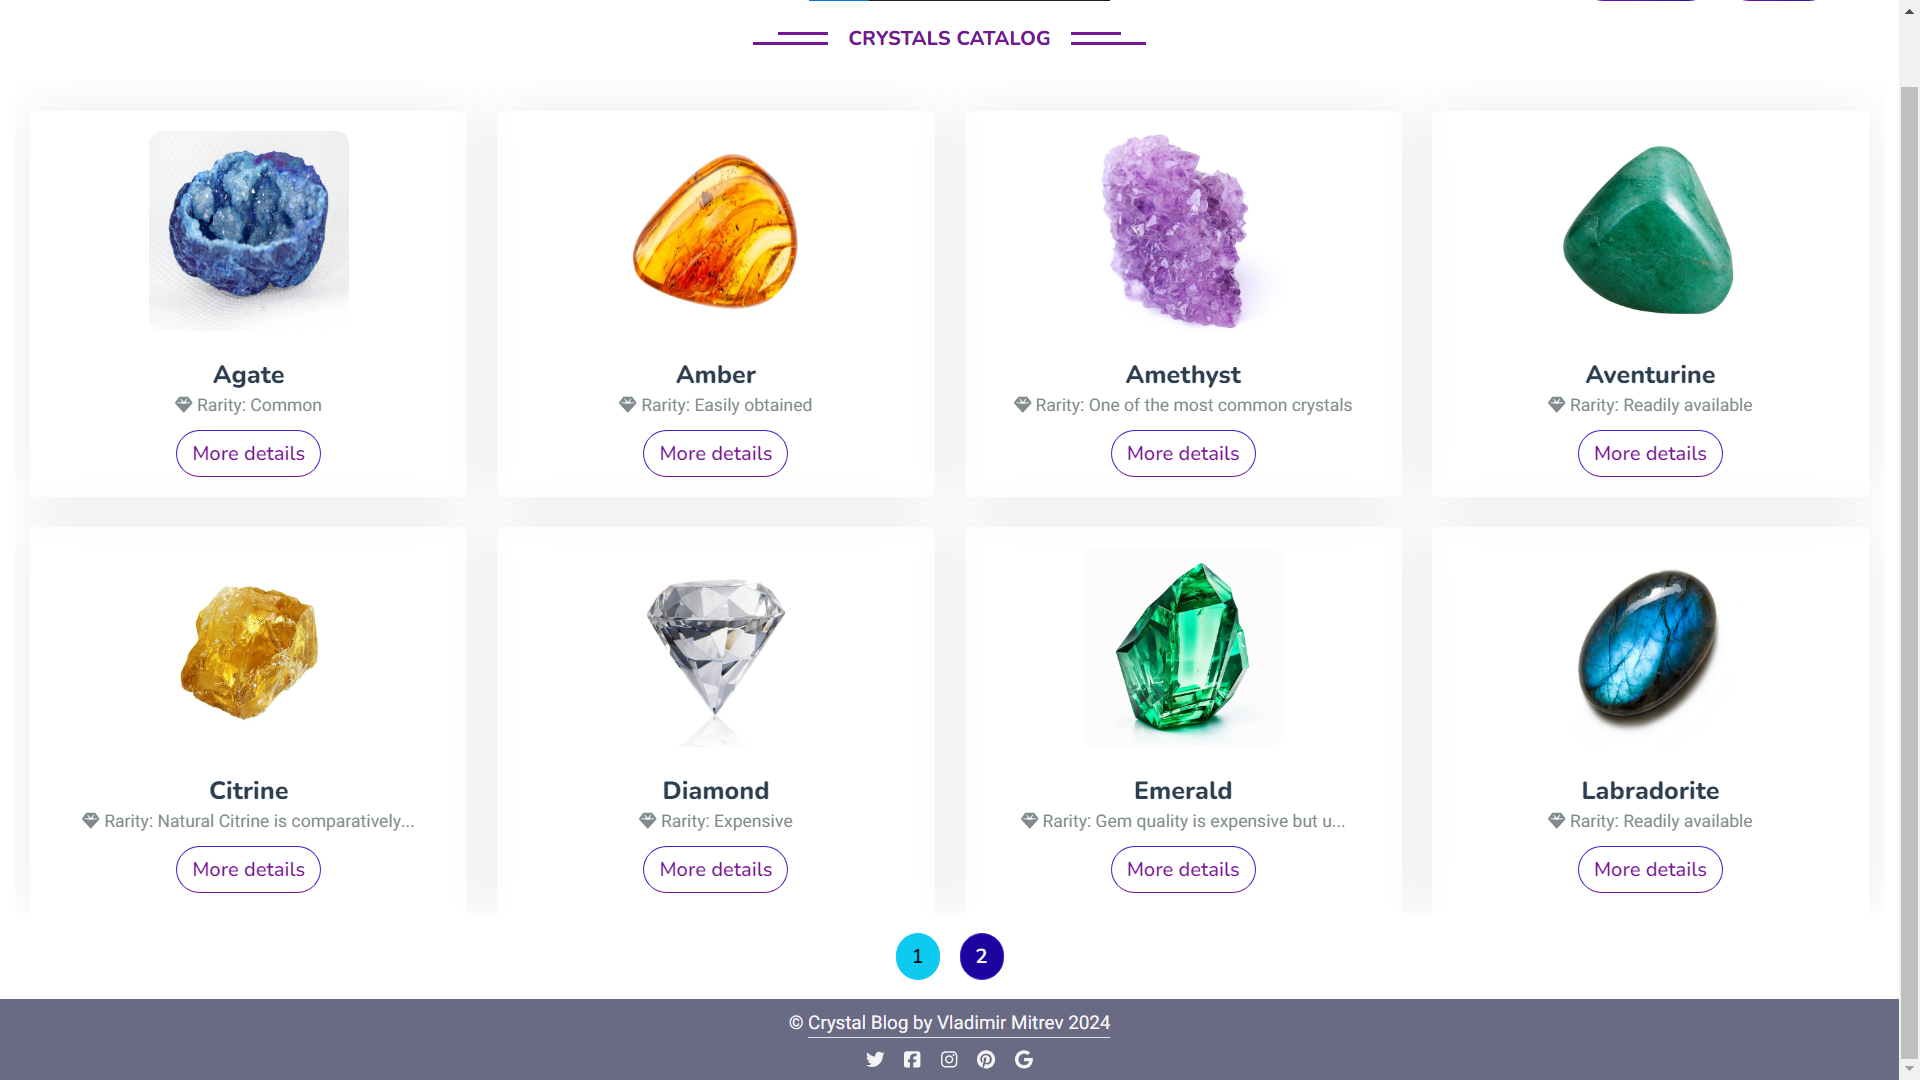 CRYSTALS CATALOG
Agate
Rarity: Common
More details
Amber
Rarity: Easily obtained
More details
Amethyst
Rarity: One of the most common crystals
More details
Aventurine
Rarity: Readily available
More details
Citrine
Rarity: Natural Citrine is comparatively...
More details
Diamond
Rarity: Expensive
More details
Emerald
Rarity: Gem quality is expensive but u...
More details
Labradorite
Rarity: Readily available
More details
1 2
© Crystal Blog by Vladimir Mitrev 2024